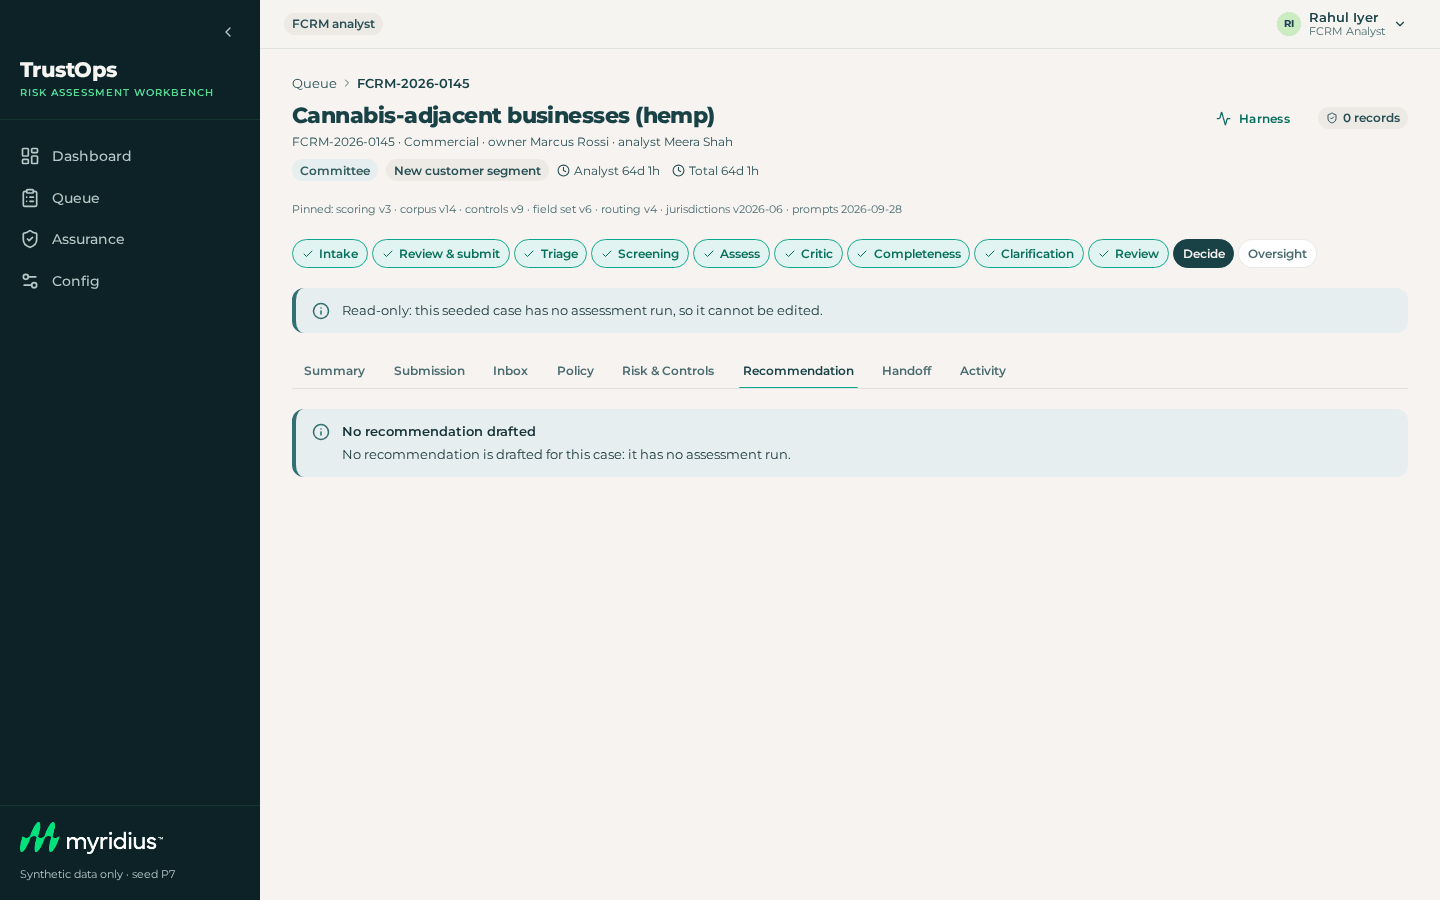 FCRM analyst
RI
Rahul Iyer
FCRM Analyst
TrustOps
RISK ASSESSMENT WORKBENCH
Dashboard
Queue
Assurance
Config
myridius™
Synthetic data only · seed P7
Queue > FCRM-2026-0145
Cannabis-adjacent businesses (hemp)
Harness
0 records
FCRM-2026-0145 · Commercial · owner Marcus Rossi · analyst Meera Shah
Committee New customer segment Analyst 64d 1h Total 64d 1h
Pinned: scoring v3 · corpus v14 · controls v9 · field set v6 · routing v4 · jurisdictions v2026-06 · prompts 2026-09-28
Intake Review & submit Triage Screening Assess Critic Completeness Clarification Review Decide Oversight
Read-only: this seeded case has no assessment run, so it cannot be edited.
Summary Submission Inbox Policy Risk & Controls Recommendation Handoff Activity
No recommendation drafted
No recommendation is drafted for this case: it has no assessment run.